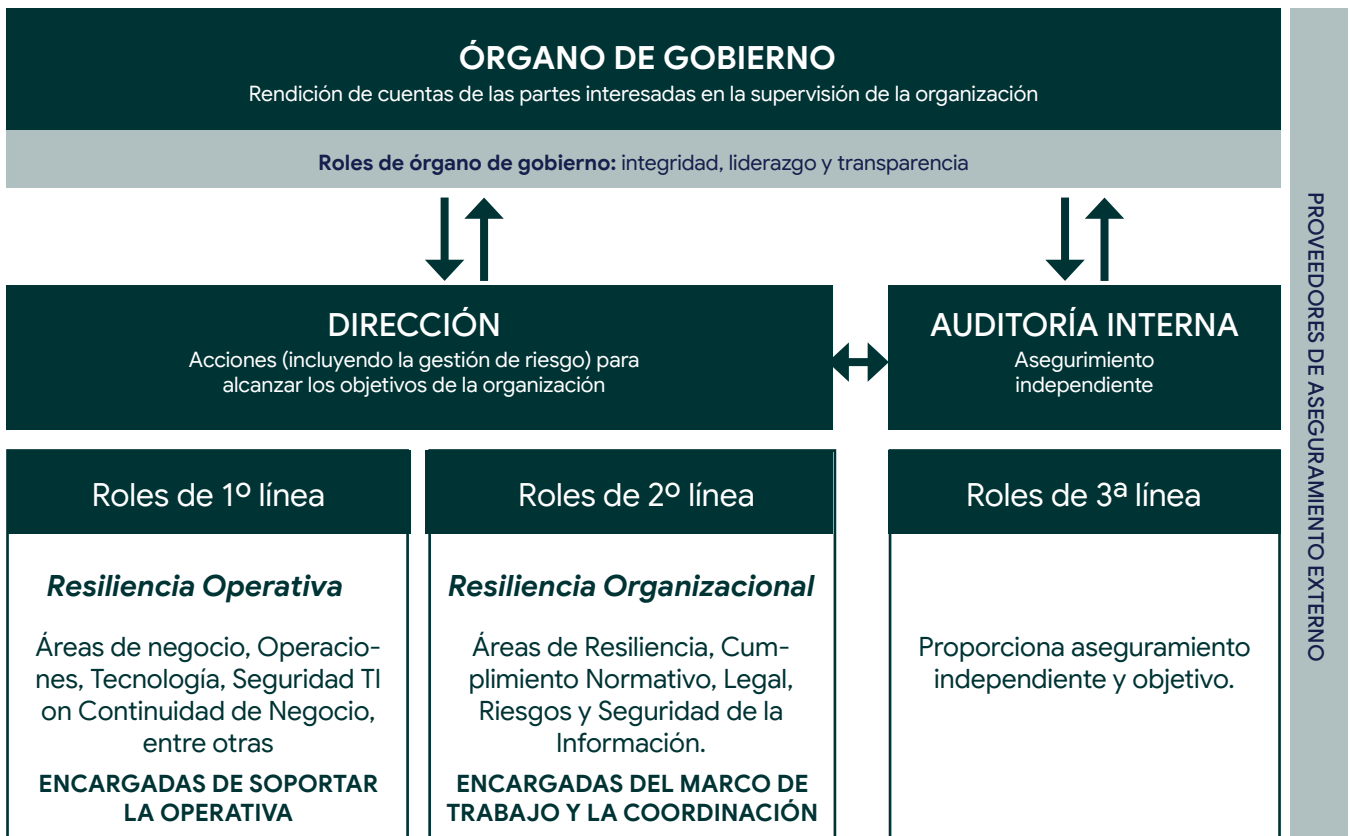 ÓRGANO DE GOBIERNO
Rendición de cuentas de las partes interesadas en la supervisión de la organización
Roles de órgano de gobierno: integridad, liderazgo y transparencia
DIRECCIÓN
Acciones (incluyendo la gestión de riesgo) para
alcanzar los objetivos de la organización
AUDITORÍA INTERNA
Asegurimiento
independiente
Roles de 1º línea
Resiliencia Operativa
Áreas de negocio, Operacio-
nes, Tecnología, Seguridad TI
on Continuidad de Negocio,
entre otras
ENCARGADAS DE SOPORTAR
LA OPERATIVA
Roles de 2º línea
Resiliencia Organizacional
Áreas de Resiliencia, Cum-
plimiento Normativo, Legal,
Riesgos y Seguridad de la
Información.
ENCARGADAS DEL MARCO DE
TRABAJO Y LA COORDINACIÓN
Roles de 3ª línea
Proporciona aseguramiento
independiente y objetivo.
PROVEEDORES DE ASEGURAMIENTO EXTERNO